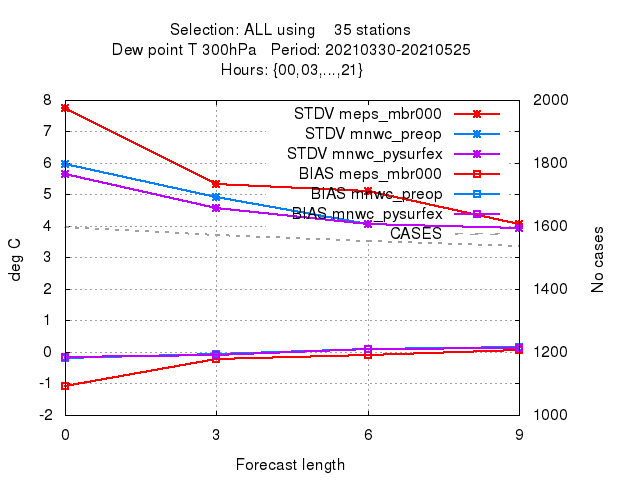 Selection: ALL using    35 stations
Dew point T 300hPa   Period: 20210330-20210525
Hours: {00,03,...,21}
STDV meps_mbr000
STDV mnwc_preop
STDV mnwc_pysurfex
BIAS meps_mbr000
BIAS mnwc_preop
BIAS mnwc_pysurfex
CASES
deg C
8
7
6
5
4
3
2
1
0
-1
-2
2000
1800
1600
1400
1200
1000
No cases
0 3 6 9
Forecast length